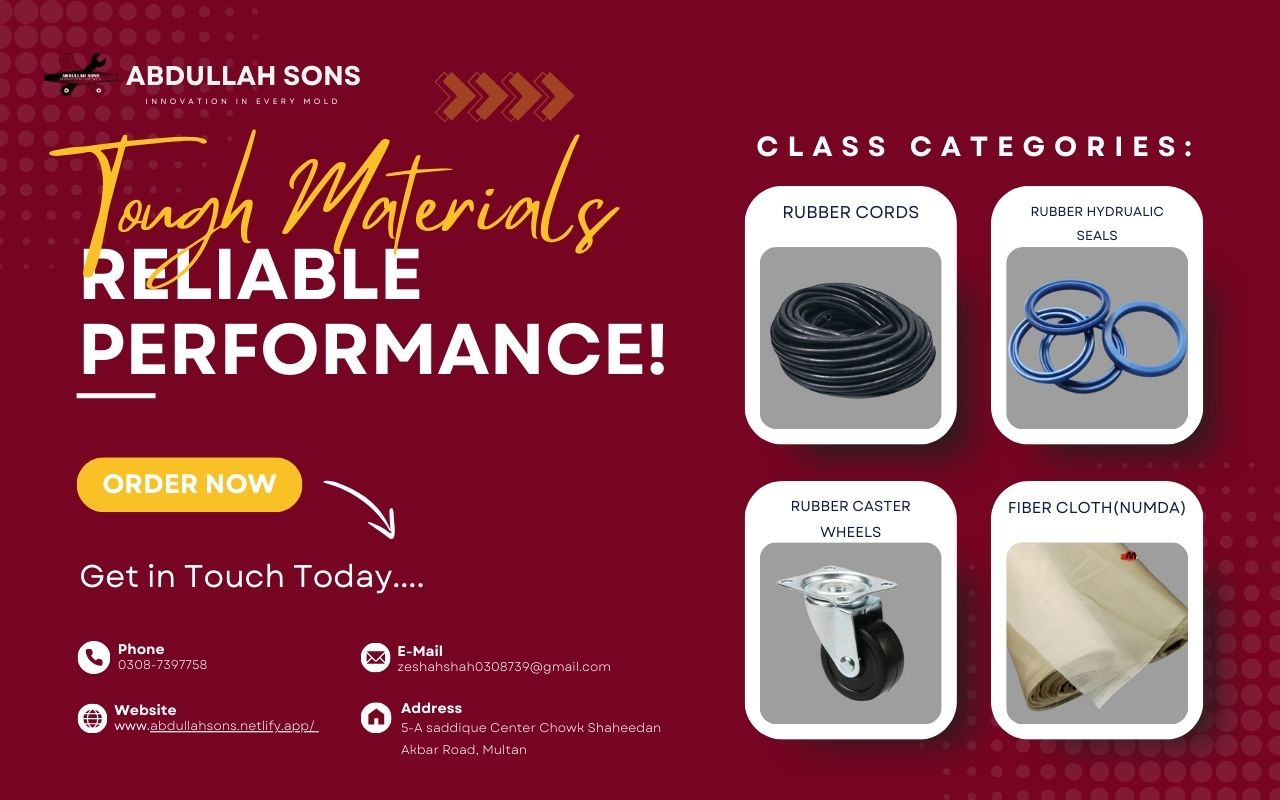 ABDULLAH SONS
ABDULLAH SONS
INNOVATION IN EVERY MOLD
Tough Materials
RELIABLE
PERFORMANCE!
ORDER NOW
Get in Touch Today....
Phone
0308-7397758
E-Mail
zeshahshah0308739@gmail.com
Website
www.abdullahsons.netlify.app/
Address
5-A saddique Center Chowk Shaheedan
Akbar Road, Multan
CLASS CATEGORIES:
RUBBER CORDS
RUBBER HYDRUALIC
SEALS
RUBBER CASTER
WHEELS
FIBER CLOTH(NUMDA)